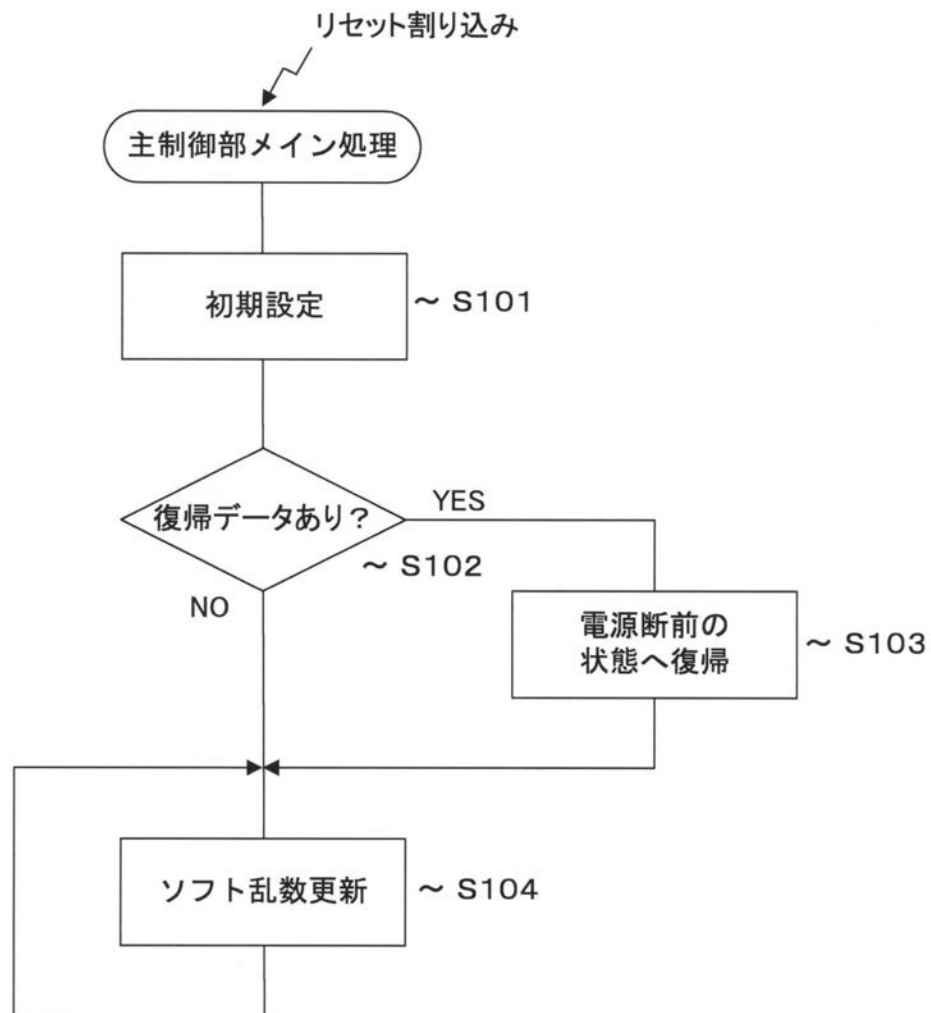 リセット割り込み
主制御部メイン処理
初期設定
～ S101
復帰データあり？
YES
～ S102
NO
電源断前の
状態へ復帰
～ S103
ソフト乱数更新
～ S104